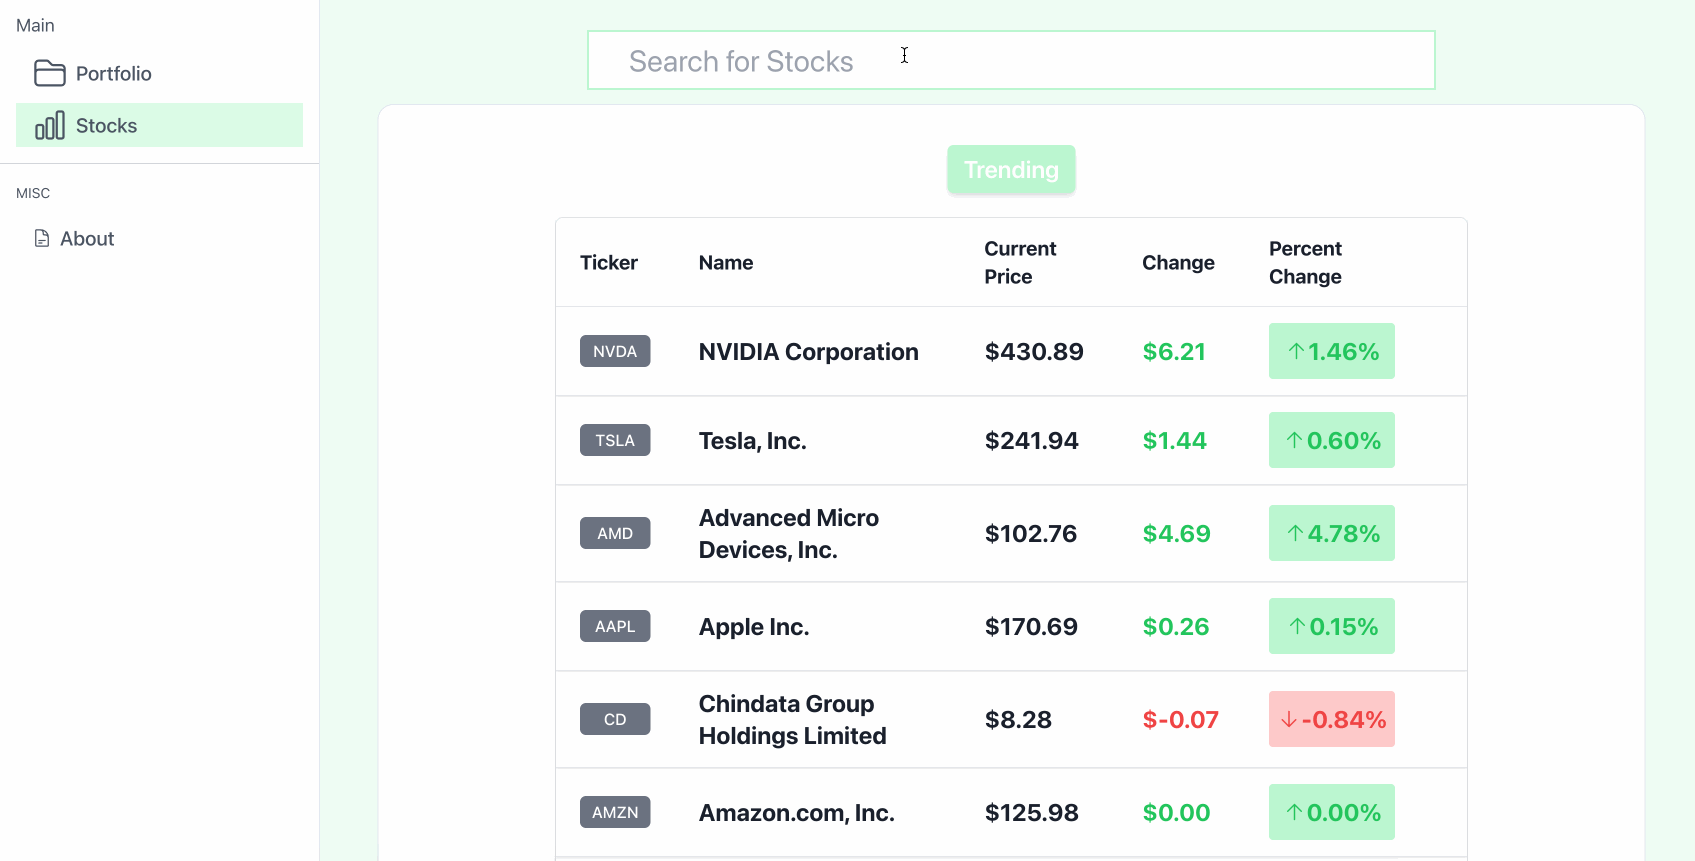 Main
Portfolio
Stocks
MISC
About
Search for Stocks
Trending
Ticker Name Current Price Change Percent Change
NVDA NVIDIA Corporation $430.89 $6.21 ↑1.46%
TSLA Tesla, Inc. $241.94 $1.44 ↑0.60%
AMD Advanced Micro Devices, Inc. $102.76 $4.69 ↑4.78%
AAPL Apple Inc. $170.69 $0.26 ↑0.15%
CD Chindata Group Holdings Limited $8.28 $-0.07 ↓-0.84%
AMZN Amazon.com, Inc. $125.98 $0.00 ↑0.00%